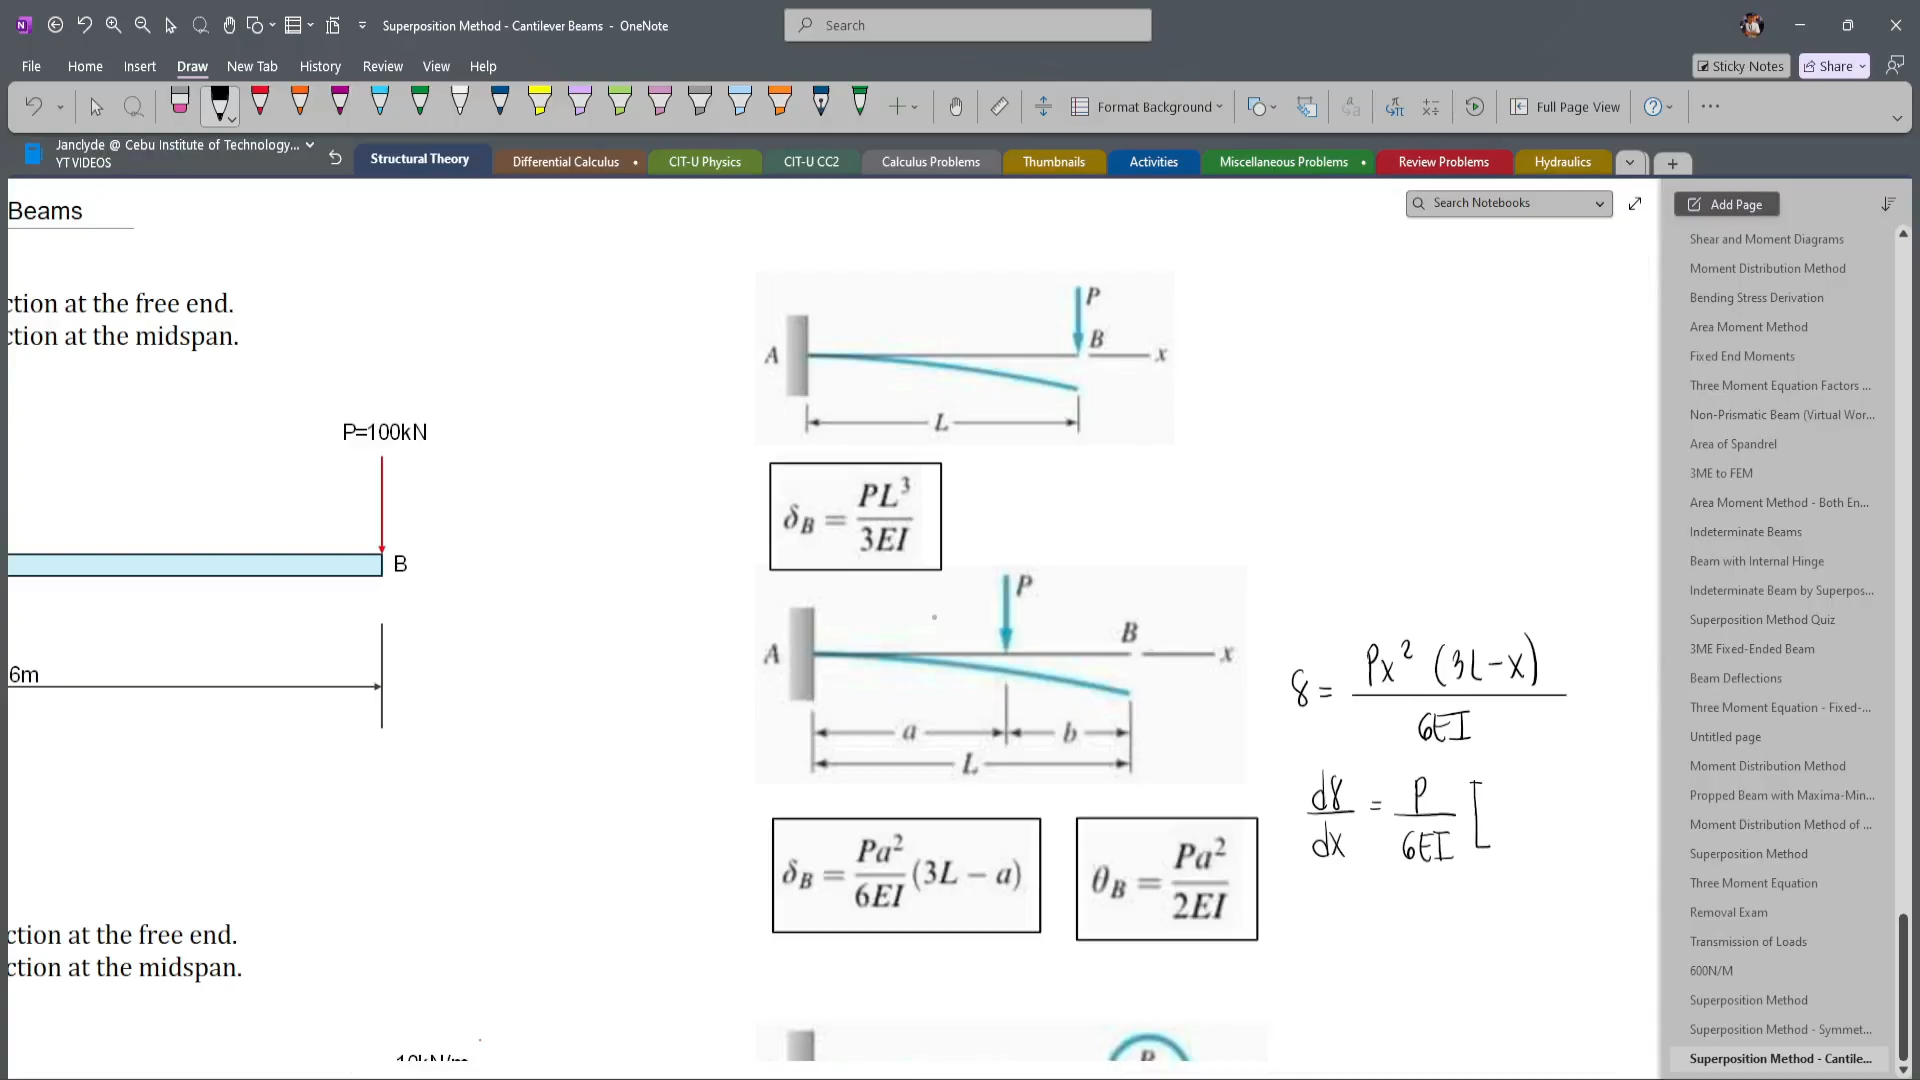 Superposition Method - Cantilever Beams - OneNote
Search
File Home Insert Draw New Tab History Review View Help
Sticky Notes Share
Format Background Full Page View
Janclyde @ Cebu Institute of Technology...
YT VIDEOS
Structural Theory Differential Calculus CIT-U Physics CIT-U CC2 Calculus Problems Thumbnails Activities Miscellaneous Problems Review Problems Hydraulics
Beams
Search Notebooks
Add Page
ction at the free end.
ction at the midspan.
P=100kN
B
6m
ction at the free end.
ction at the midspan.
P
A B x
L
δB = PL³/3EI
P
A B x
a b
L
δB = Pa²/6EI (3L − a)
θB = Pa²/2EI
δ = Px² (3L-x) / 6EI
dδ/dx = P/6EI [
Shear and Moment Diagrams
Moment Distribution Method
Bending Stress Derivation
Area Moment Method
Fixed End Moments
Three Moment Equation Factors ...
Non-Prismatic Beam (Virtual Wor...
Area of Spandrel
3ME to FEM
Area Moment Method - Both En...
Indeterminate Beams
Beam with Internal Hinge
Indeterminate Beam by Superpos...
Superposition Method Quiz
3ME Fixed-Ended Beam
Beam Deflections
Three Moment Equation - Fixed-...
Untitled page
Moment Distribution Method
Propped Beam with Maxima-Min...
Moment Distribution Method of ...
Superposition Method
Three Moment Equation
Removal Exam
Transmission of Loads
600N/M
Superposition Method
Superposition Method - Symmet...
Superposition Method - Cantile...